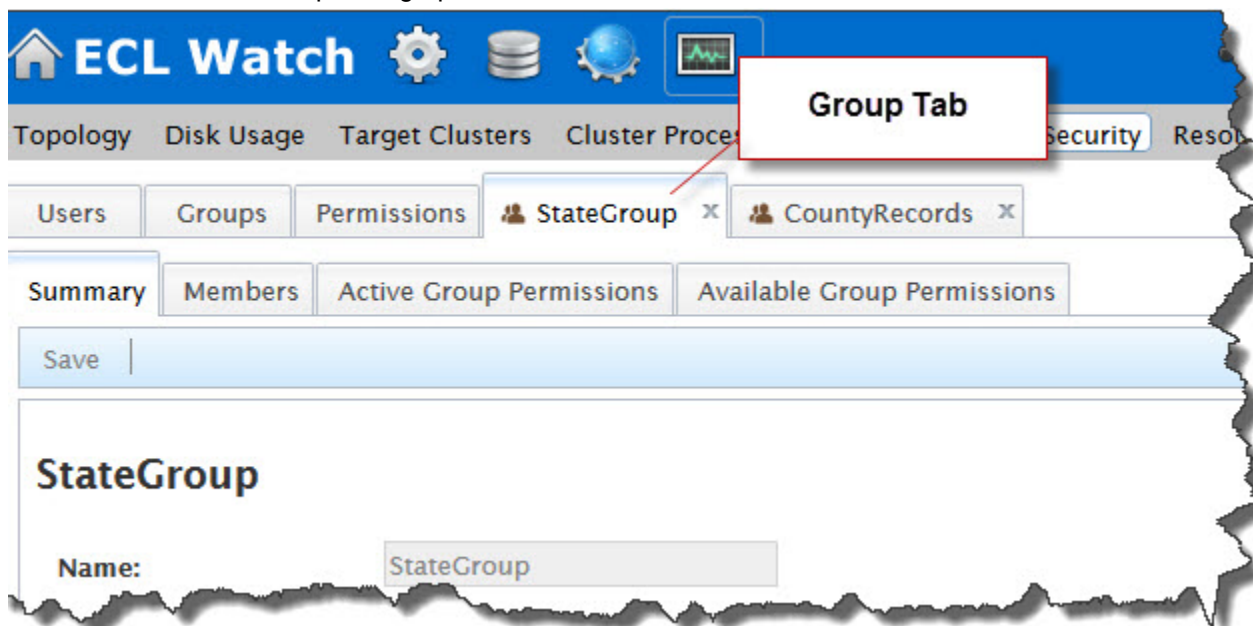 ECL Watch
Group Tab
Topology Disk Usage Target Clusters Cluster Security
Users Groups Permissions StateGroup x CountyRecords x
Summary Members Active Group Permissions Available Group Permissions
Save
StateGroup
Name: StateGroup